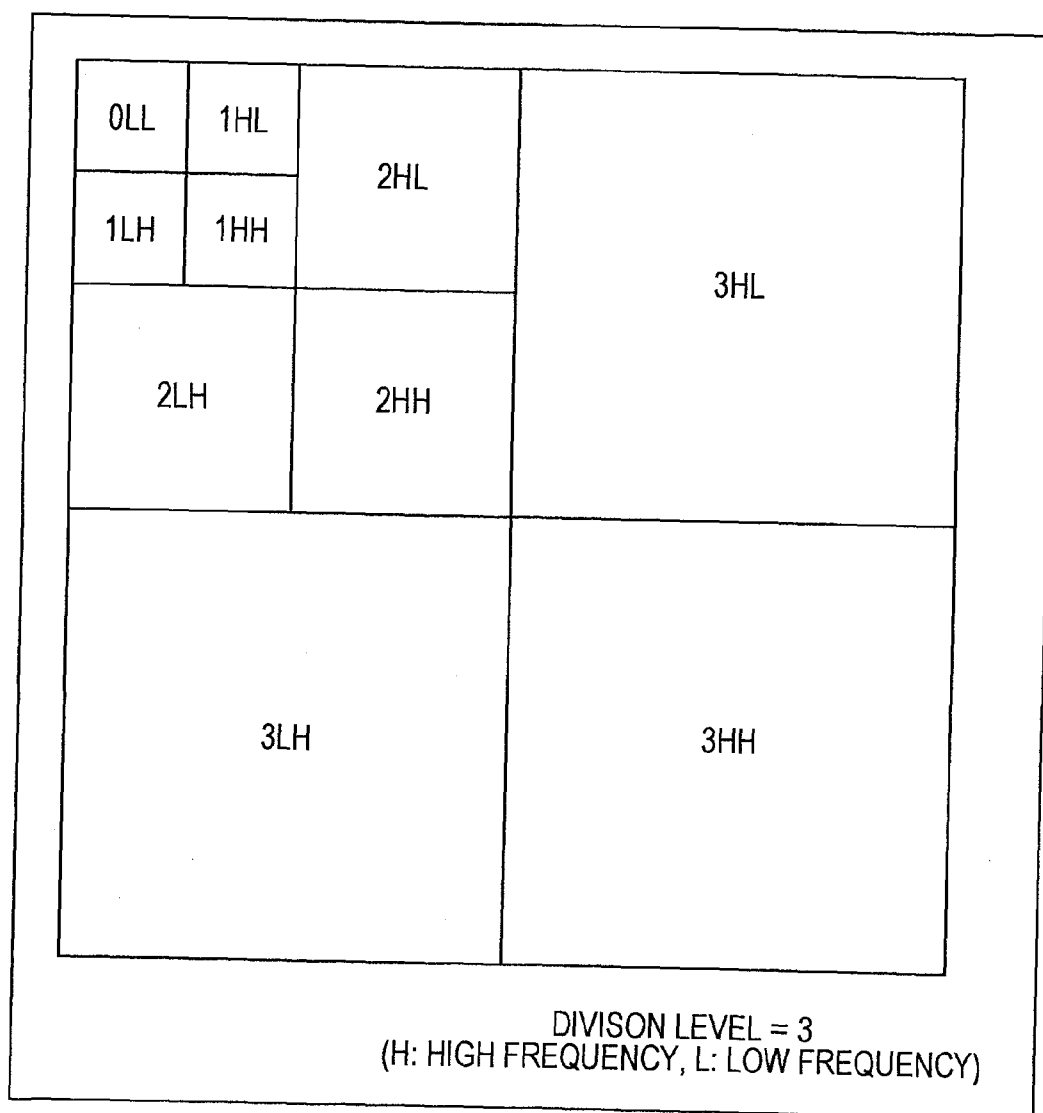 0LL 1HL
2HL
1LH 1HH
3HL
2LH 2HH
3LH 3HH
DIVISON LEVEL = 3
(H: HIGH FREQUENCY, L: LOW FREQUENCY)